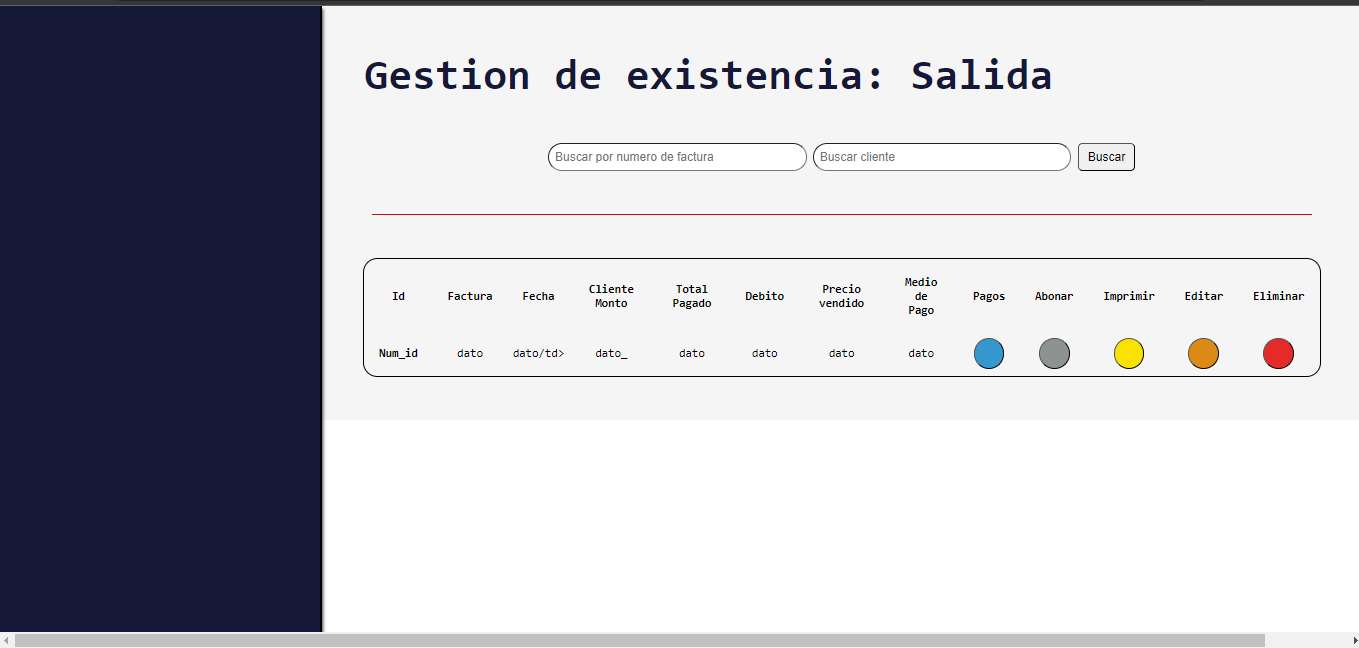 Gestion de existencia: Salida
Buscar por numero de factura Buscar cliente Buscar
Id Factura Fecha Cliente Monto Total Pagado Debito Precio vendido Medio de Pago Pagos Abonar Imprimir Editar Eliminar
Num_id dato dato/td> dato_ dato dato dato dato